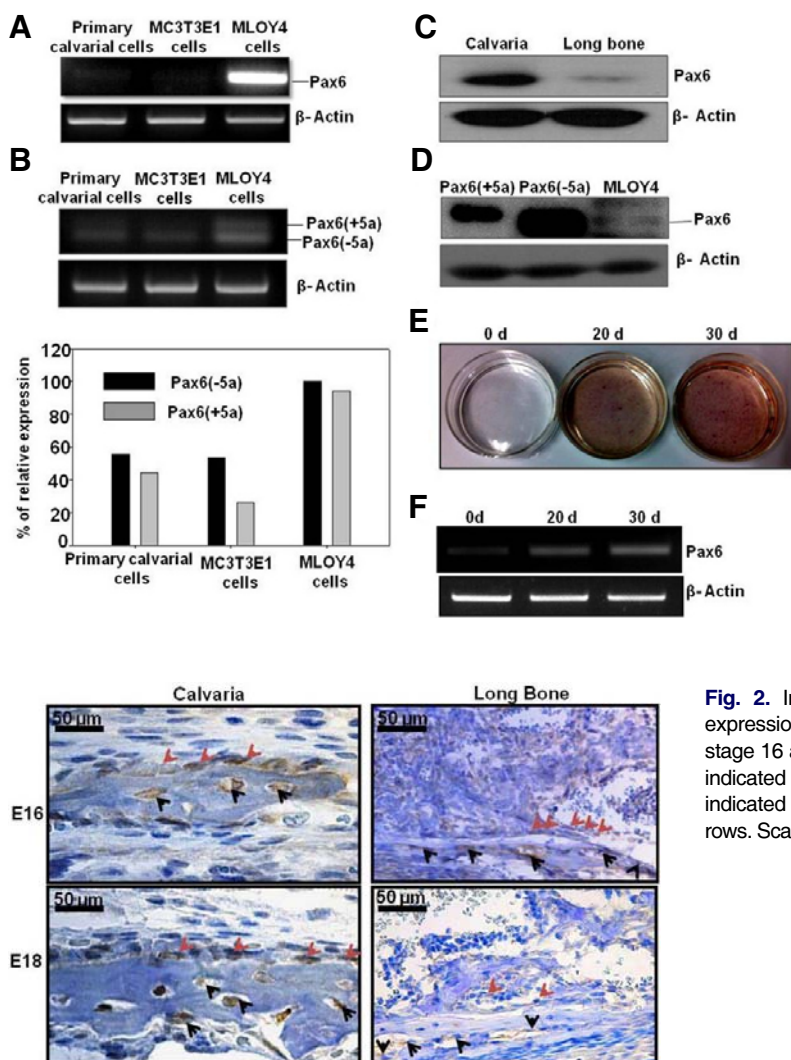 A
Primary calvarial cells
MC3T3E1 cells
MLOY4 cells
Pax6
β- Actin
B
Primary calvarial cells
MC3T3E1 cells
MLOY4 cells
Pax6(+5a)
Pax6(-5a)
β- Actin
120
100
80
60
40
20
0
% of relative expression
Pax6(-5a)
Pax6(+5a)
Primary calvarial cells
MC3T3E1 cells
MLOY4 cells
C
Calvaria
Long bone
Pax6
β- Actin
D
Pax6(+5a)
Pax6(-5a)
MLOY4
Pax6
β- Actin
E
0 d
20 d
30 d
F
0d
20 d
30 d
Pax6
β- Actin
Calvaria
Long Bone
E16
50 µm
50 µm
E18
50 µm
50 µm
Fig. 2.
expression
stage 16
indicated
indicated
rows.